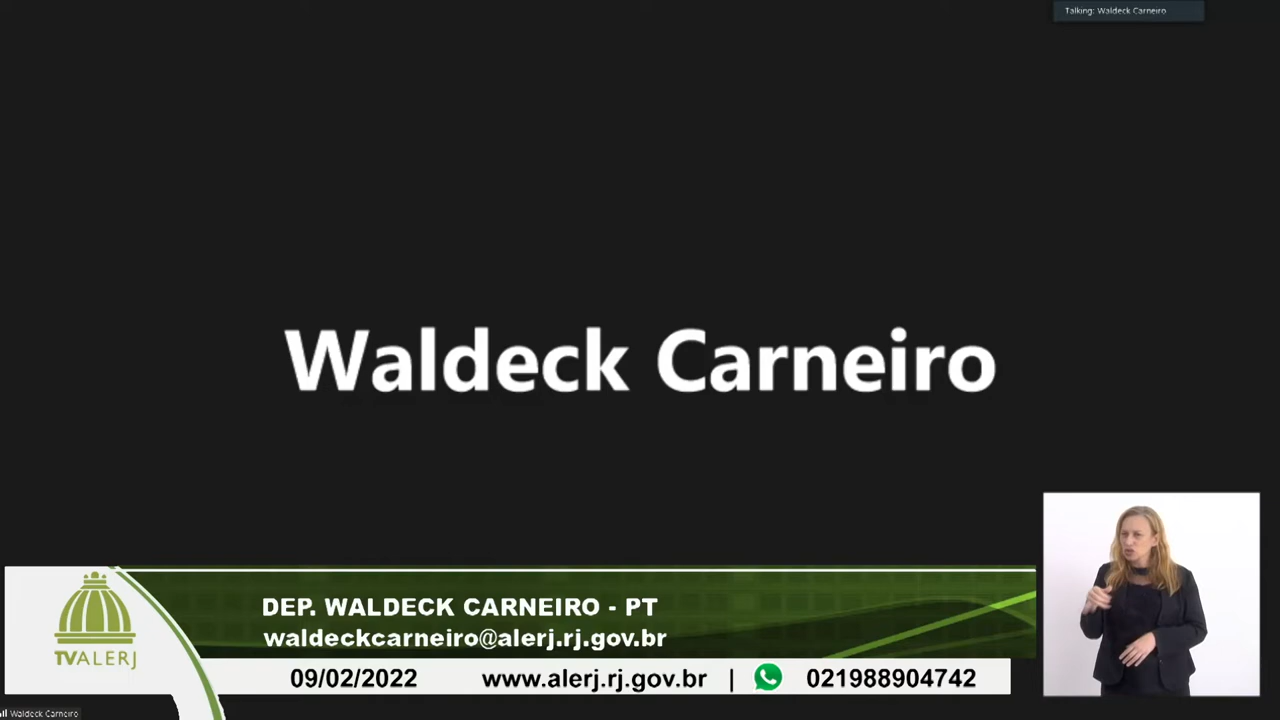 Talking: Waldeck Carneiro
Waldeck Carneiro
DEP. WALDECK CARNEIRO - PT
waldeckcarneiro@alerj.rj.gov.br
TVALERJ
09/02/2022 www.alerj.rj.gov.br | 021988904742
Waldeck Carneiro